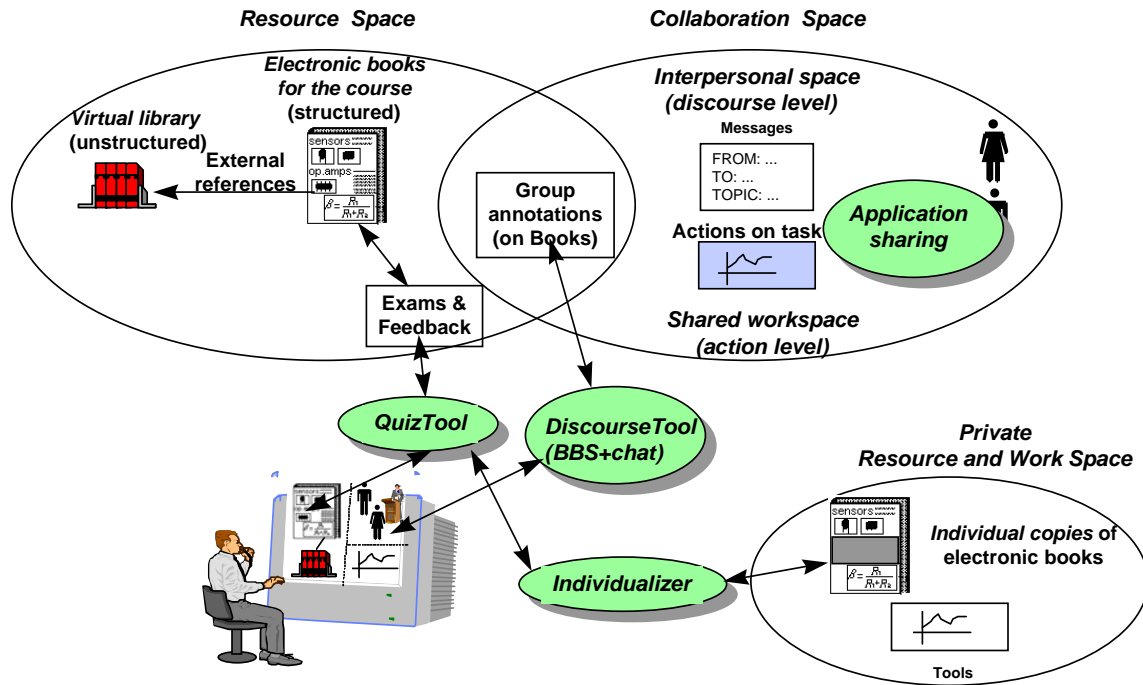 Resource Space
Collaboration Space
Electronic books
for the course
(structured)
Virtual library
(unstructured)
External
references
sensors
op.amps
Interpersonal space
(discourse level)
Messages
FROM: ...
TO: ...
TOPIC: ...
Group
annotations
(on Books)
Actions on task
Application
sharing
Exams &
Feedback
Shared workspace
(action level)
QuizTool
DiscourseTool
(BBS+chat)
Private
Resource and Work Space
sensors
Individual copies of
electronic books
Individualizer
Tools